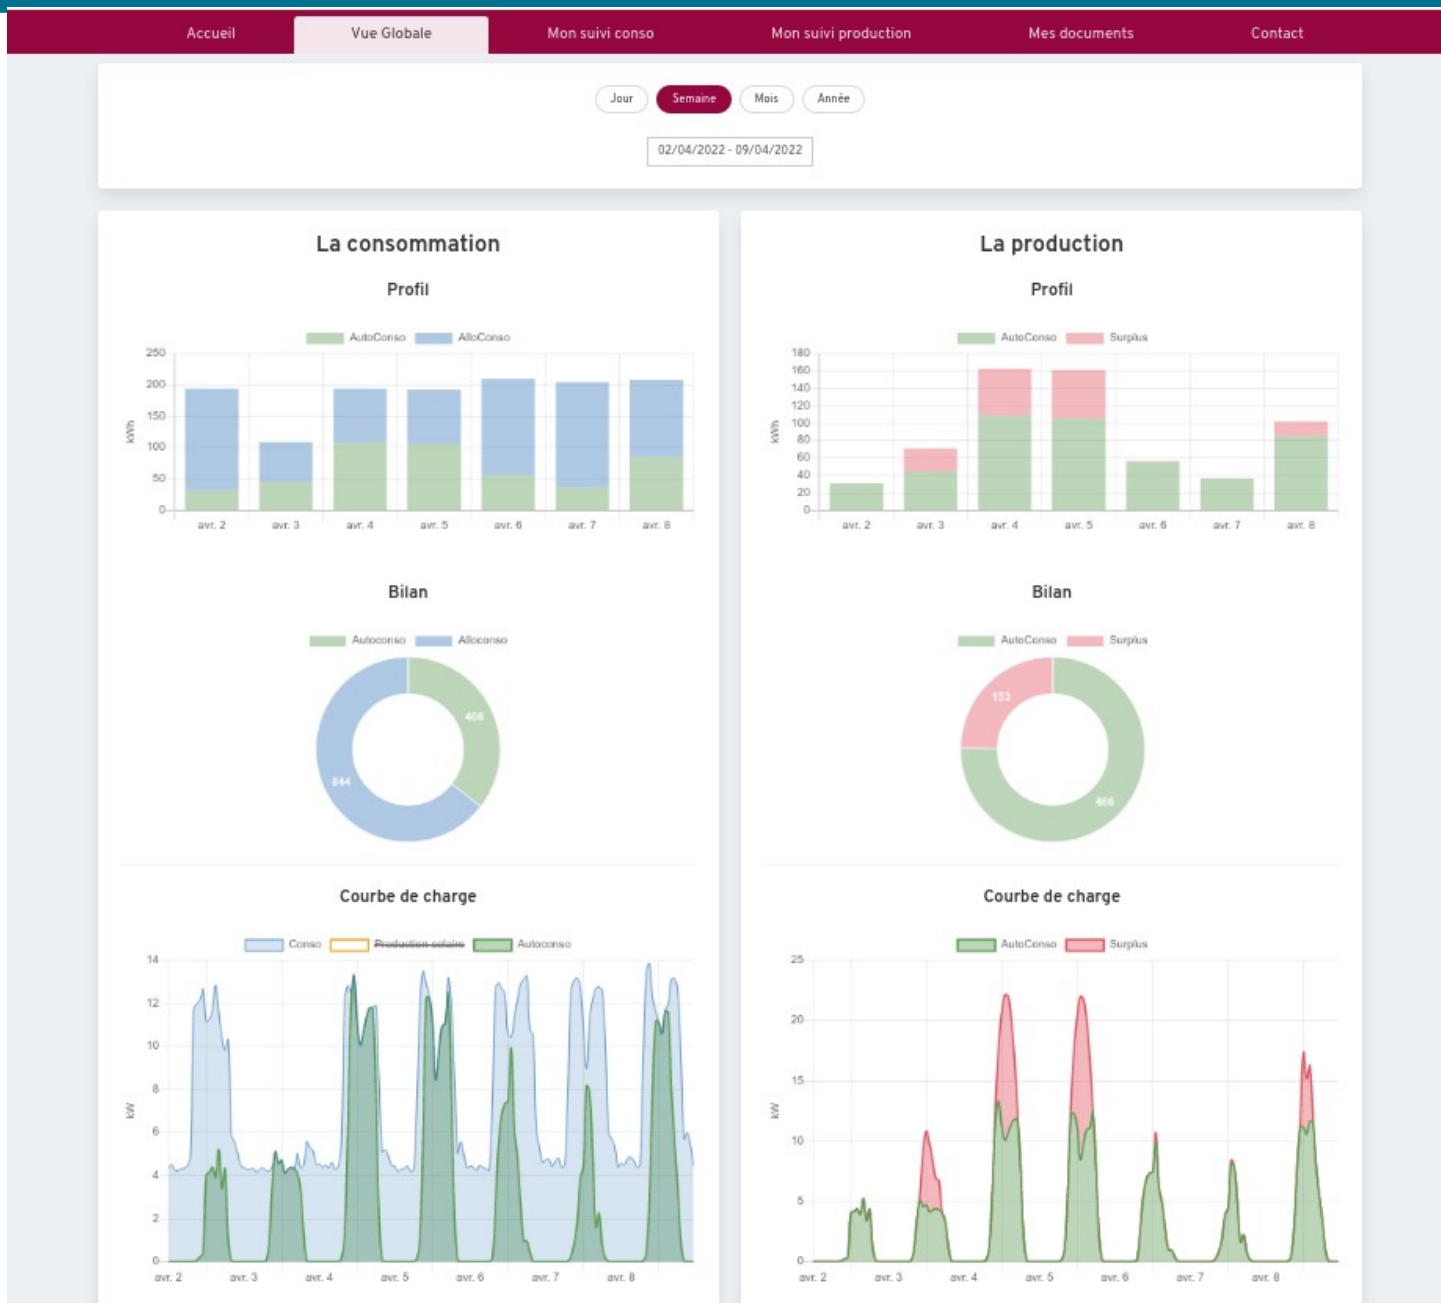 Accueil Vue Globale Mon suivi conso Mon suivi production Mes documents Contact
Jour Semaine Mois Année
02/04/2022 - 09/04/2022
La consommation
Profil
AutoConso AlloConso
250
200
150
100
50
0
kWh
avr. 2 avr. 3 avr. 4 avr. 5 avr. 6 avr. 7 avr. 8
Bilan
Autoconso Alloconso
466
844
Courbe de charge
Conso Production solaire Autoconso
14
12
10
8
6
4
2
0
kW
avr. 2 avr. 3 avr. 4 avr. 5 avr. 6 avr. 7 avr. 8
La production
Profil
AutoConso Surplus
180
160
140
120
100
80
60
40
20
0
kWh
avr. 2 avr. 3 avr. 4 avr. 5 avr. 6 avr. 7 avr. 8
Bilan
AutoConso Surplus
153
466
Courbe de charge
AutoConso Surplus
25
20
15
10
5
0
kW
avr. 2 avr. 3 avr. 4 avr. 5 avr. 6 avr. 7 avr. 8